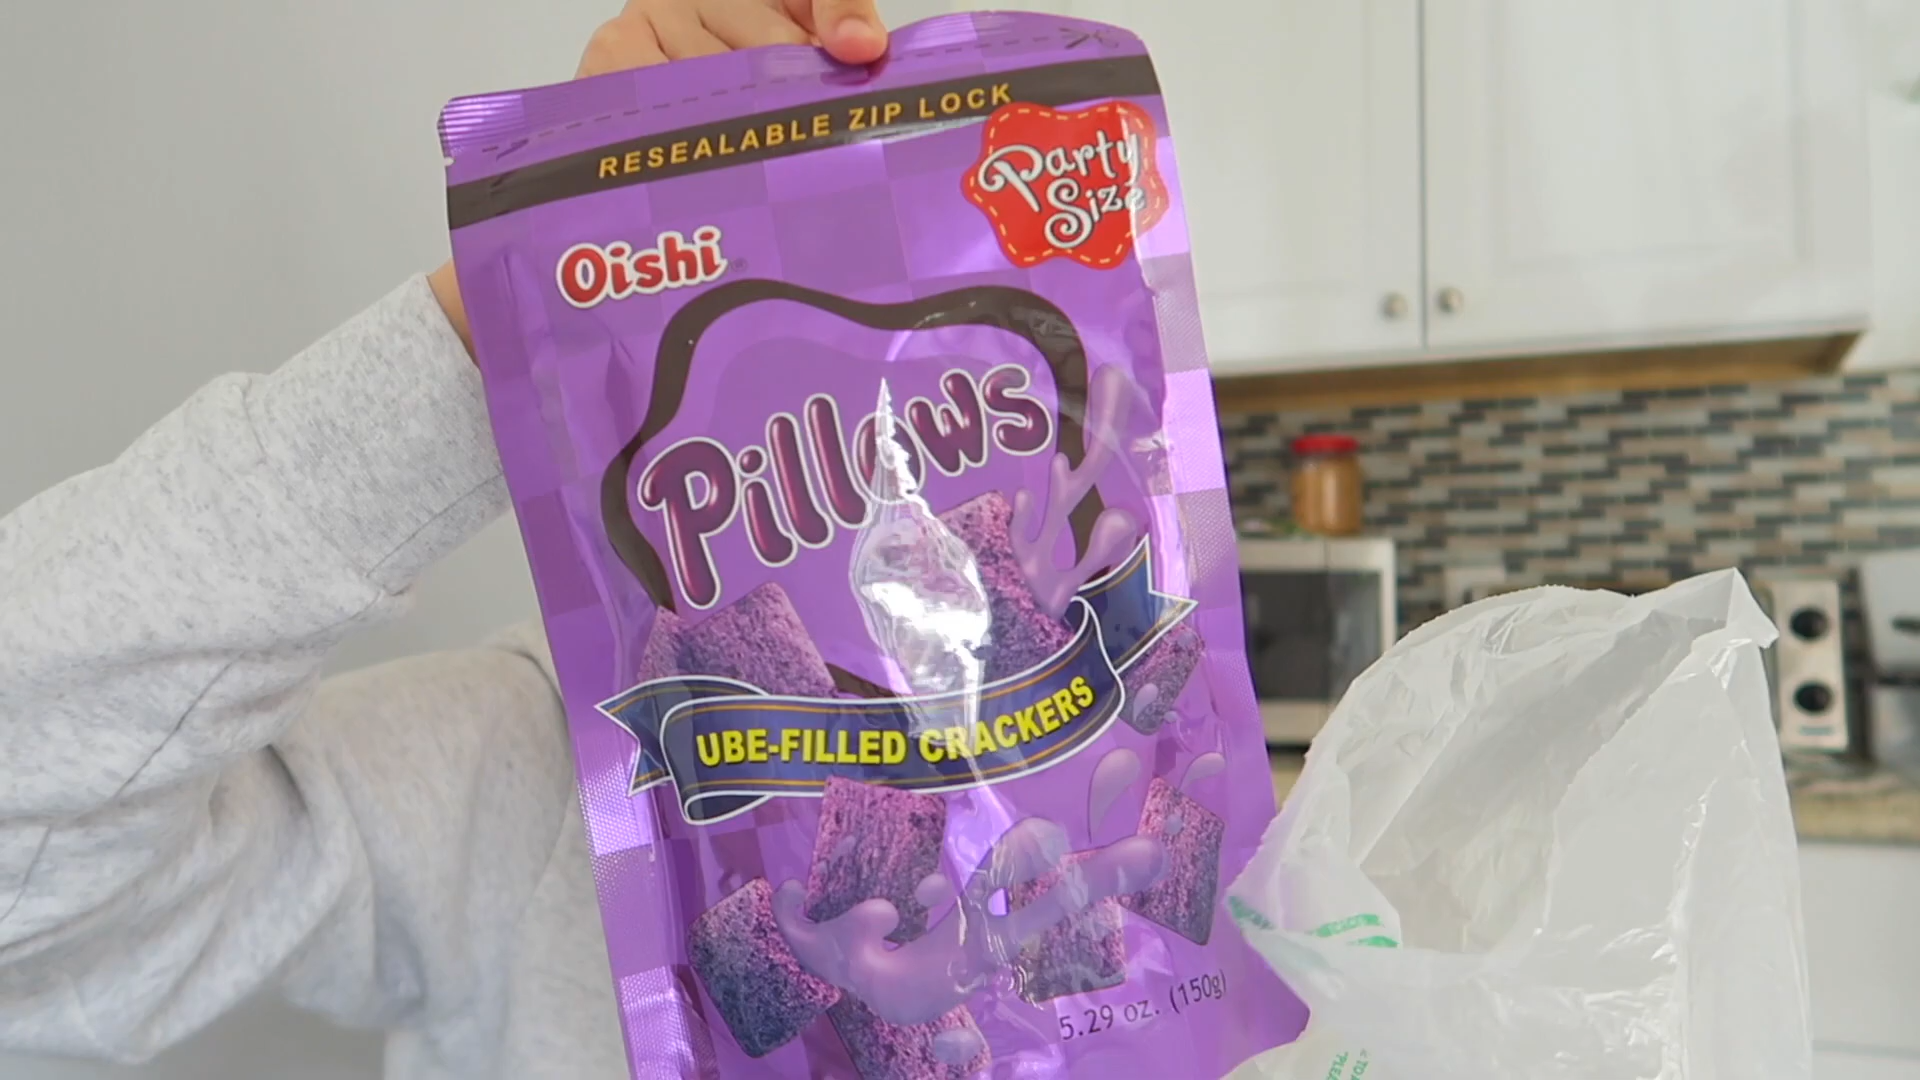 RESEALABLE ZIP LOCK
Party
Size
Oishi
Pillows
UBE-FILLED CRACKERS
5.29 oz. (150g)